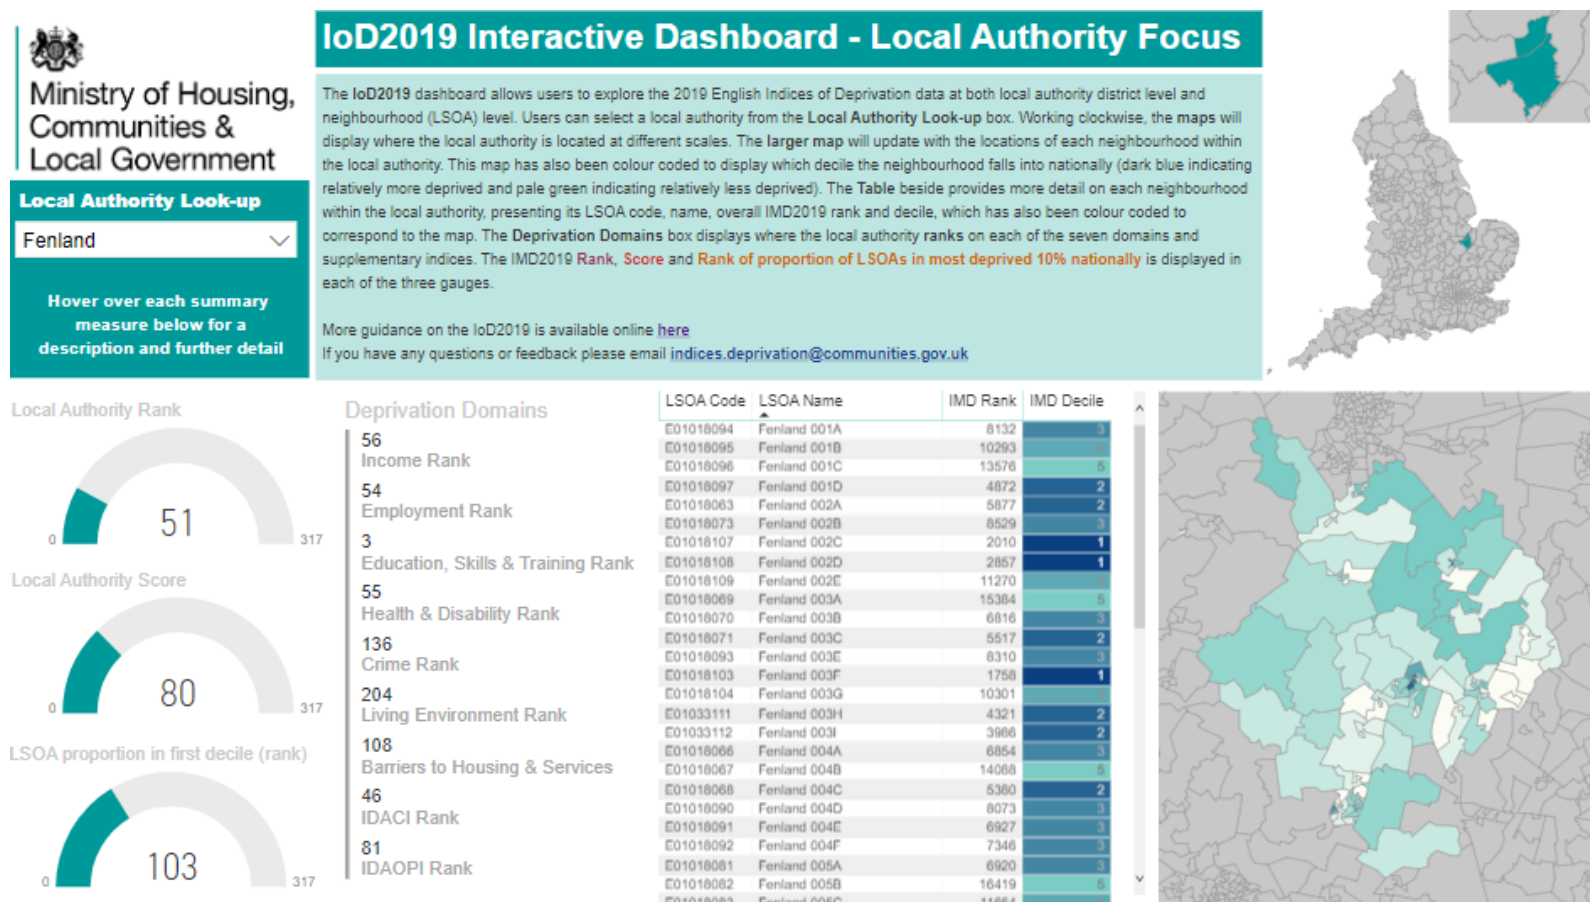 IoD2019 Interactive Dashboard - Local Authority Focus
Ministry of Housing,
Communities &
Local Government
Local Authority Look-up
Fenland
Hover over each summary
measure below for a
description and further detail
The IoD2019 dashboard allows users to explore the 2019 English Indices of Deprivation data at both local authority district level and
neighbourhood (LSOA) level. Users can select a local authority from the Local Authority Look-up box. Working clockwise, the maps will
display where the local authority is located at different scales. The larger map will update with the locations of each neighbourhood within
the local authority. This map has also been colour coded to display which decile the neighbourhood falls into nationally (dark blue indicating
relatively more deprived and pale green indicating relatively less deprived). The Table beside provides more detail on each neighbourhood
within the local authority, presenting its LSOA code, name, overall IMD2019 rank and decile, which has also been colour coded to
correspond to the map. The Deprivation Domains box displays where the local authority ranks on each of the seven domains and
supplementary indices. The IMD2019 Rank, Score and Rank of proportion of LSOAs in most deprived 10% nationally is displayed in
each of the three gauges.
More guidance on the IoD2019 is available online here
If you have any questions or feedback please email indices.deprivation@communities.gov.uk
Local Authority Rank
51
0
317
Local Authority Score
80
0
317
LSOA proportion in first decile (rank)
103
0
317
Deprivation Domains
56
Income Rank
54
Employment Rank
3
Education, Skills & Training Rank
55
Health & Disability Rank
136
Crime Rank
204
Living Environment Rank
108
Barriers to Housing & Services
46
IDACI Rank
81
IDAOPI Rank
LSOA Code LSOA Name IMD Rank IMD Decile
E01018094 Fenland 001A 8132 3
E01018095 Fenland 001B 10293
E01018096 Fenland 001C 13576 5
E01018097 Fenland 001D 4872 2
E01018063 Fenland 002A 5877 2
E01018073 Fenland 002B 8529 3
E01018107 Fenland 002C 2010 1
E01018108 Fenland 002D 2857 1
E01018109 Fenland 002E 11270
E01018069 Fenland 003A 15384 5
E01018070 Fenland 003B 6816 3
E01018071 Fenland 003C 5517 2
E01018093 Fenland 003E 8310 3
E01018103 Fenland 003F 1758 1
E01018104 Fenland 003G 10301
E01033111 Fenland 003H 4321 2
E01033112 Fenland 003I 3986 2
E01018066 Fenland 004A 6854 3
E01018067 Fenland 004B 14088 5
E01018068 Fenland 004C 5380 2
E01018090 Fenland 004D 8073 3
E01018091 Fenland 004E 6927 3
E01018092 Fenland 004F 7346 3
E01018081 Fenland 005A 6920 3
E01018082 Fenland 005B 16419 5